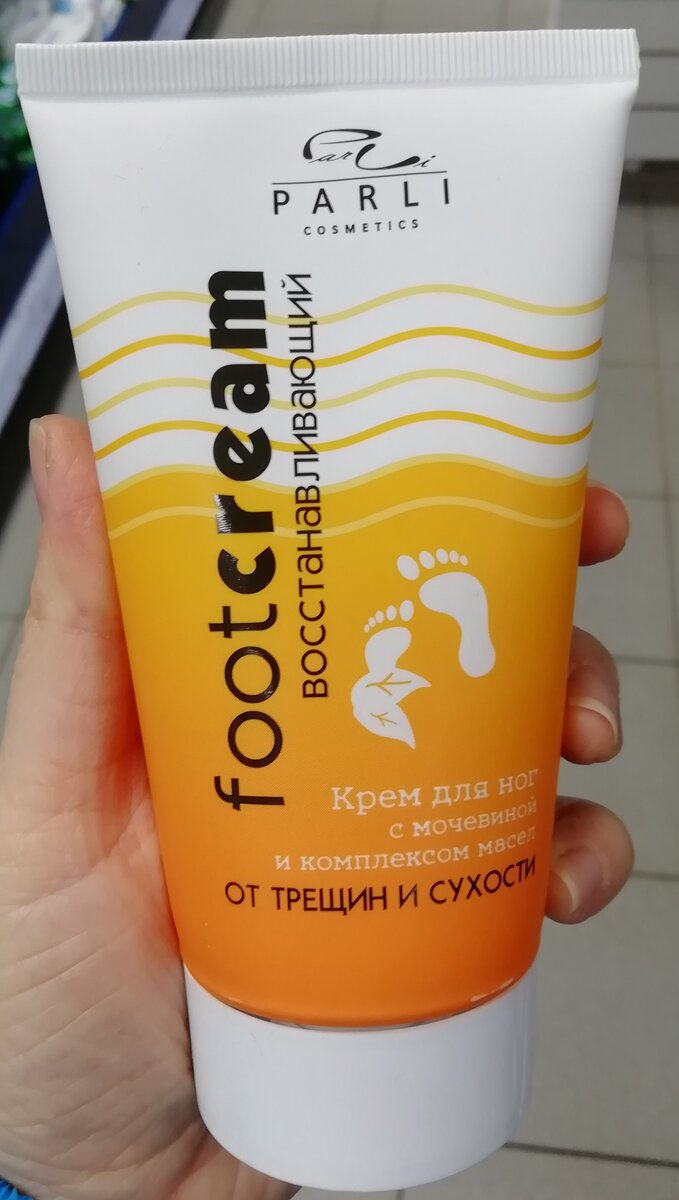 Parli
PARLI
COSMETICS
footcream
восстанавливающий
Крем для ног
с мочевиной
и комплексом масел
ОТ ТРЕЩИН И СУХОСТИ